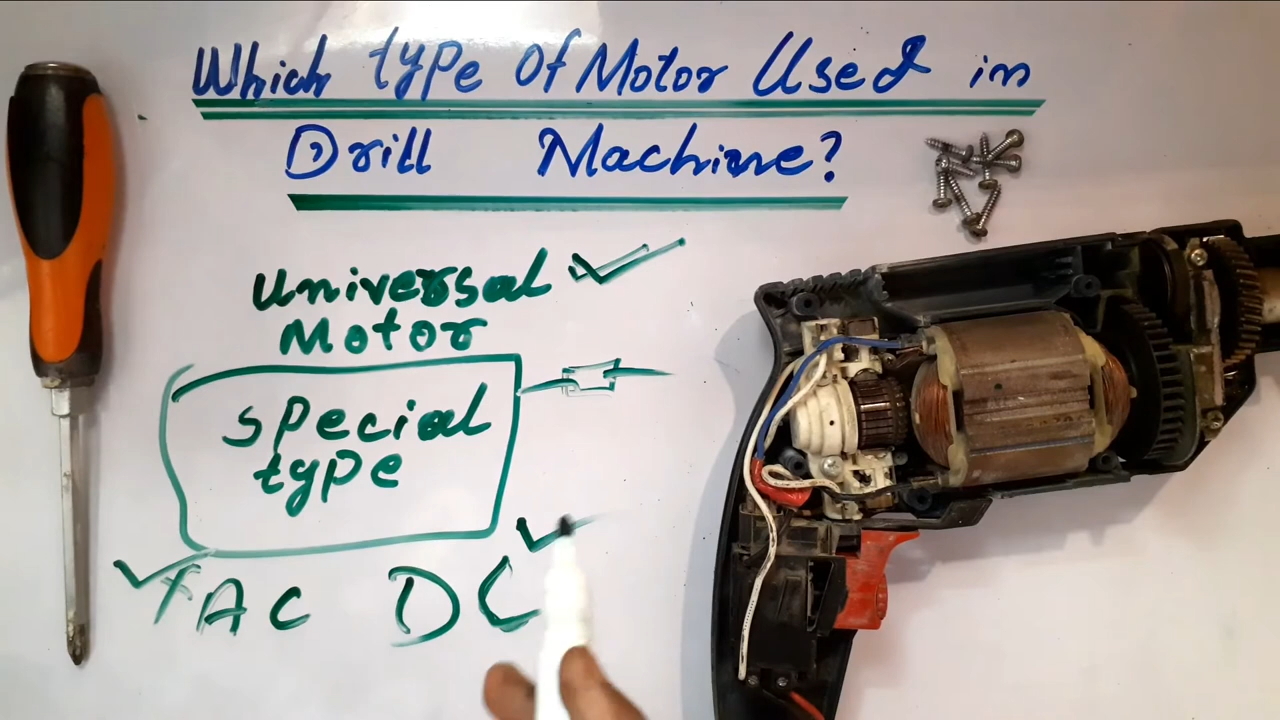 Which type Of Motor Used in
Drill Machine?
Universal
Motor
special
type
AC DC